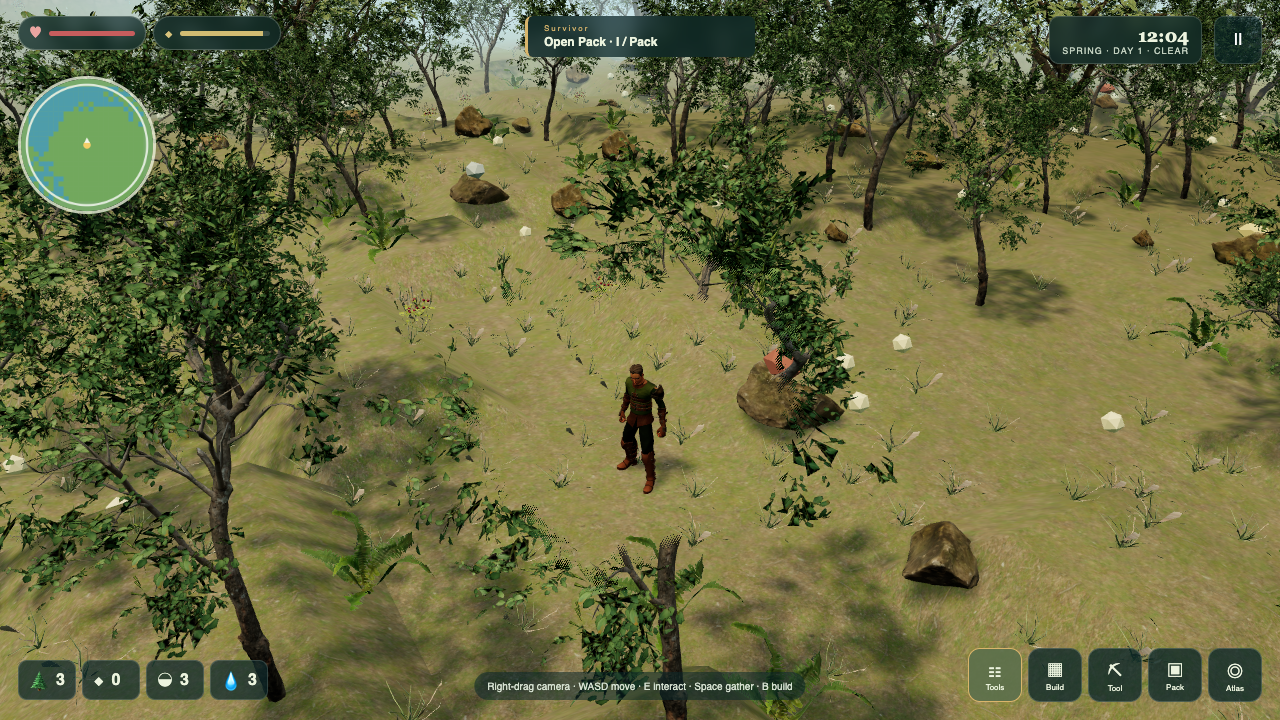 Survivor
Open Pack · I / Pack
12:04
SPRING · DAY 1 · CLEAR
3
0
3
3
Right-drag camera · WASD move · E interact · Space gather · B build
Tools
Build
Tool
Pack
Atlas